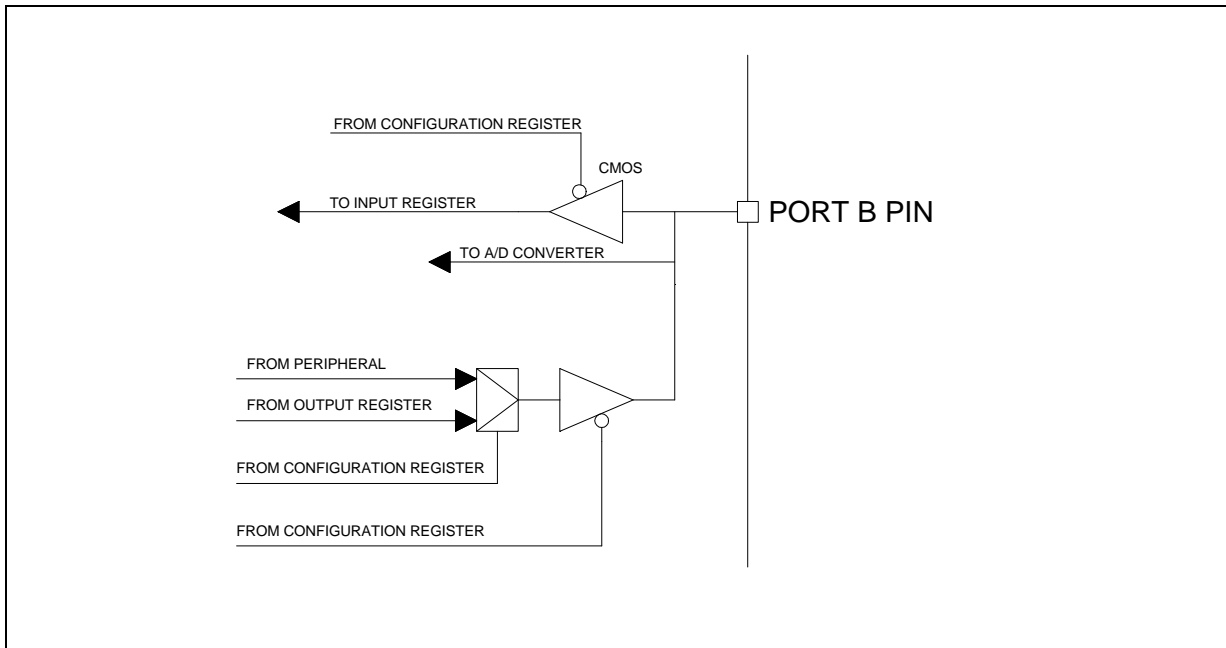 FROM CONFIGURATION REGISTER
CMOS
TO INPUT REGISTER
PORT B PIN
TO A/D CONVERTER
FROM PERIPHERAL
FROM OUTPUT REGISTER
FROM CONFIGURATION REGISTER
FROM CONFIGURATION REGISTER